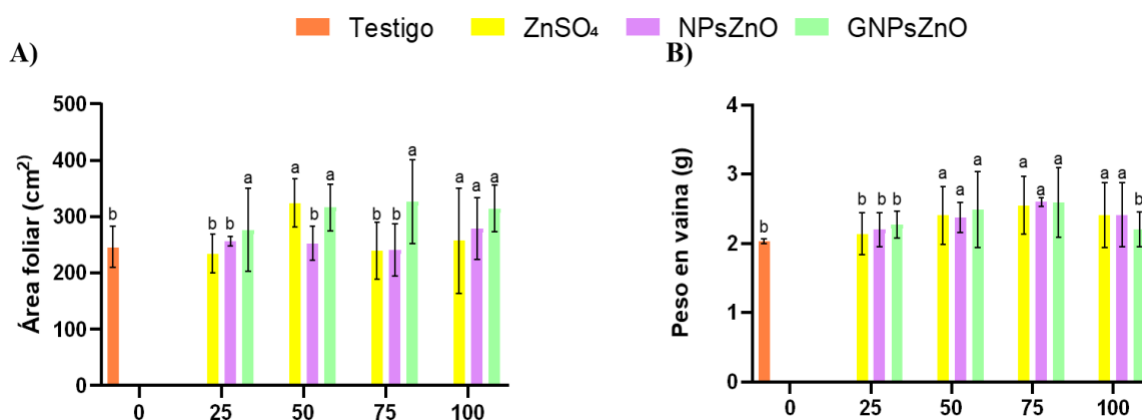 Testigo ZnSO₄ NPsZnO GNPsZnO
A)
Área foliar (cm²)
500
400
300
200
100
0
b
b b a
a b a
b b a
a a a
0 25 50 75 100
B)
Peso en vaina (g)
4
3
2
1
0
b
b b b
a a a
a a a
a a b
0 25 50 75 100